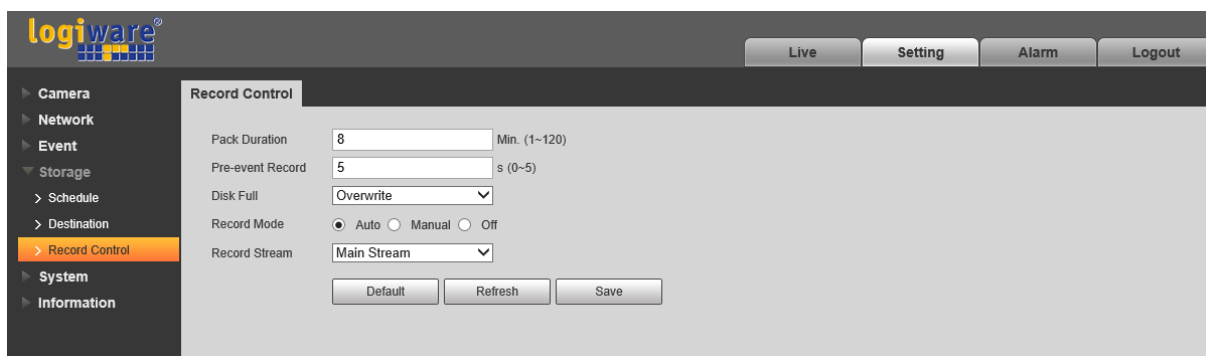 logiware®
Live Setting Alarm Logout
Camera
Network
Event
Storage
Schedule
Destination
Record Control
System
Information
Record Control
Pack Duration 8 Min. (1~120)
Pre-event Record 5 s (0~5)
Disk Full Overwrite
Record Mode Auto Manual Off
Record Stream Main Stream
Default Refresh Save